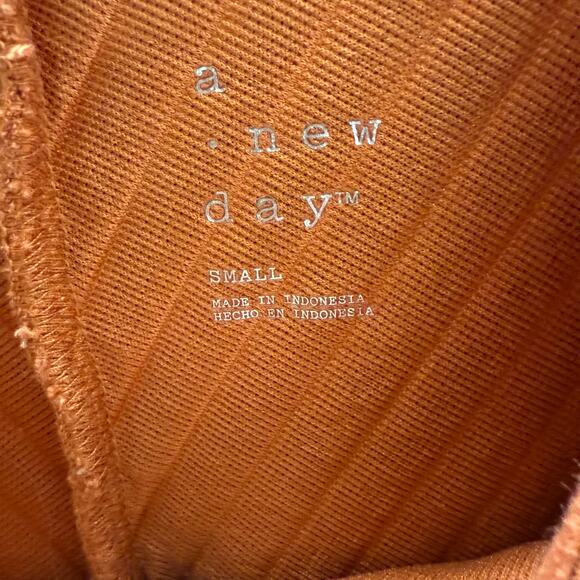 a
· new
day™
SMALL
MADE IN INDONESIA
HECHO EN INDONESIA